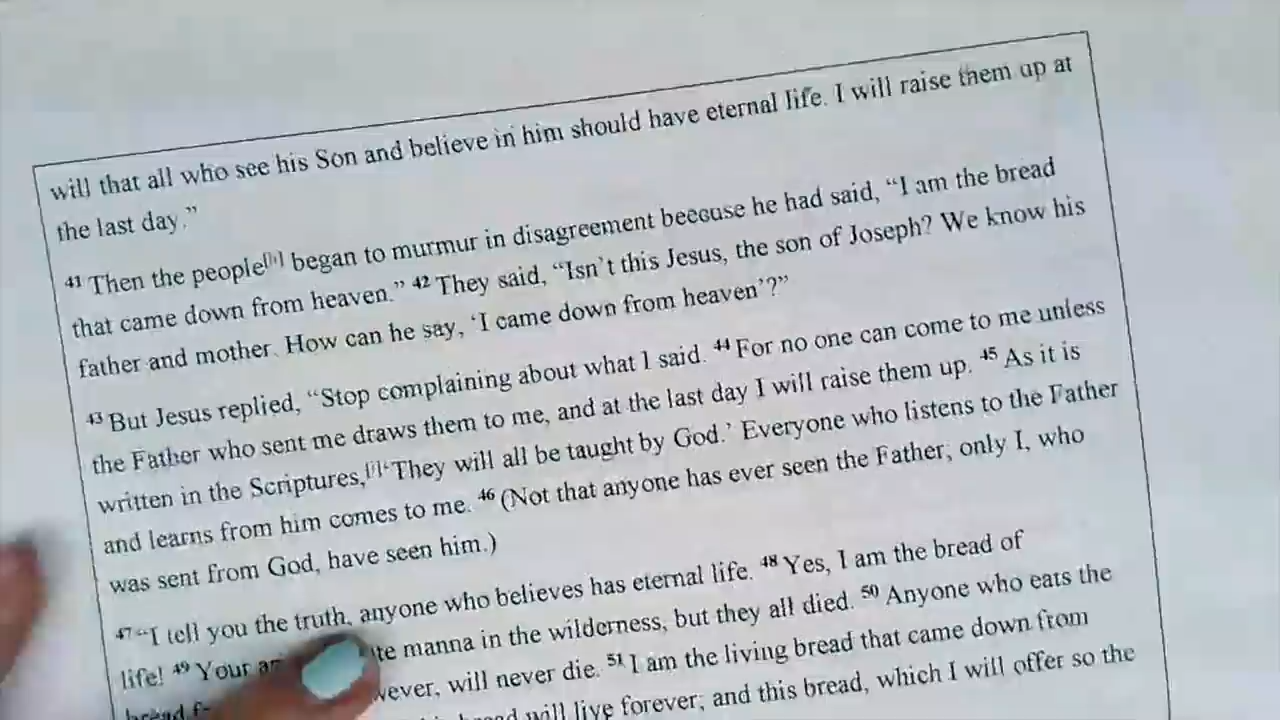 will that all who see his Son and believe in him should have eternal life. I will raise them up at
the last day.”
41 Then the people[h] began to murmur in disagreement because he had said, “I am the bread
that came down from heaven.” 42 They said, “Isn’t this Jesus, the son of Joseph? We know his
father and mother. How can he say, ‘I came down from heaven’?”
43 But Jesus replied, “Stop complaining about what I said. 44 For no one can come to me unless
the Father who sent me draws them to me, and at the last day I will raise them up. 45 As it is
written in the Scriptures,[i] ‘They will all be taught by God.’ Everyone who listens to the Father
and learns from him comes to me. 46 (Not that anyone has ever seen the Father; only I, who
was sent from God, have seen him.)
47 “I tell you the truth, anyone who believes has eternal life. 48 Yes, I am the bread of
life! 49 Your manna in the wilderness, but they all died. 50 Anyone who eats the
bread will never die. 51 I am the living bread that came down from
bread will live forever; and this bread, which I will offer so the